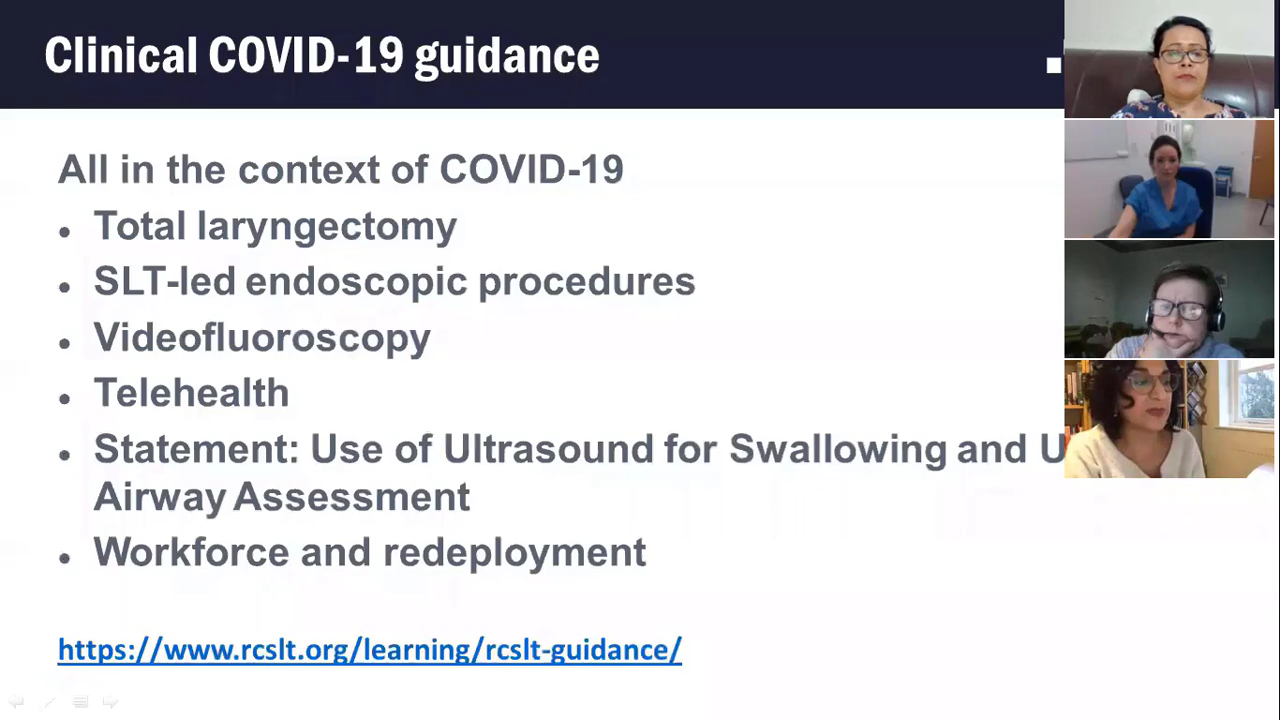 Clinical COVID-19 guidance
All in the context of COVID-19
• Total laryngectomy
• SLT-led endoscopic procedures
• Videofluoroscopy
• Telehealth
• Statement: Use of Ultrasound for Swallowing and U
Airway Assessment
• Workforce and redeployment
https://www.rcslt.org/learning/rcslt-guidance/